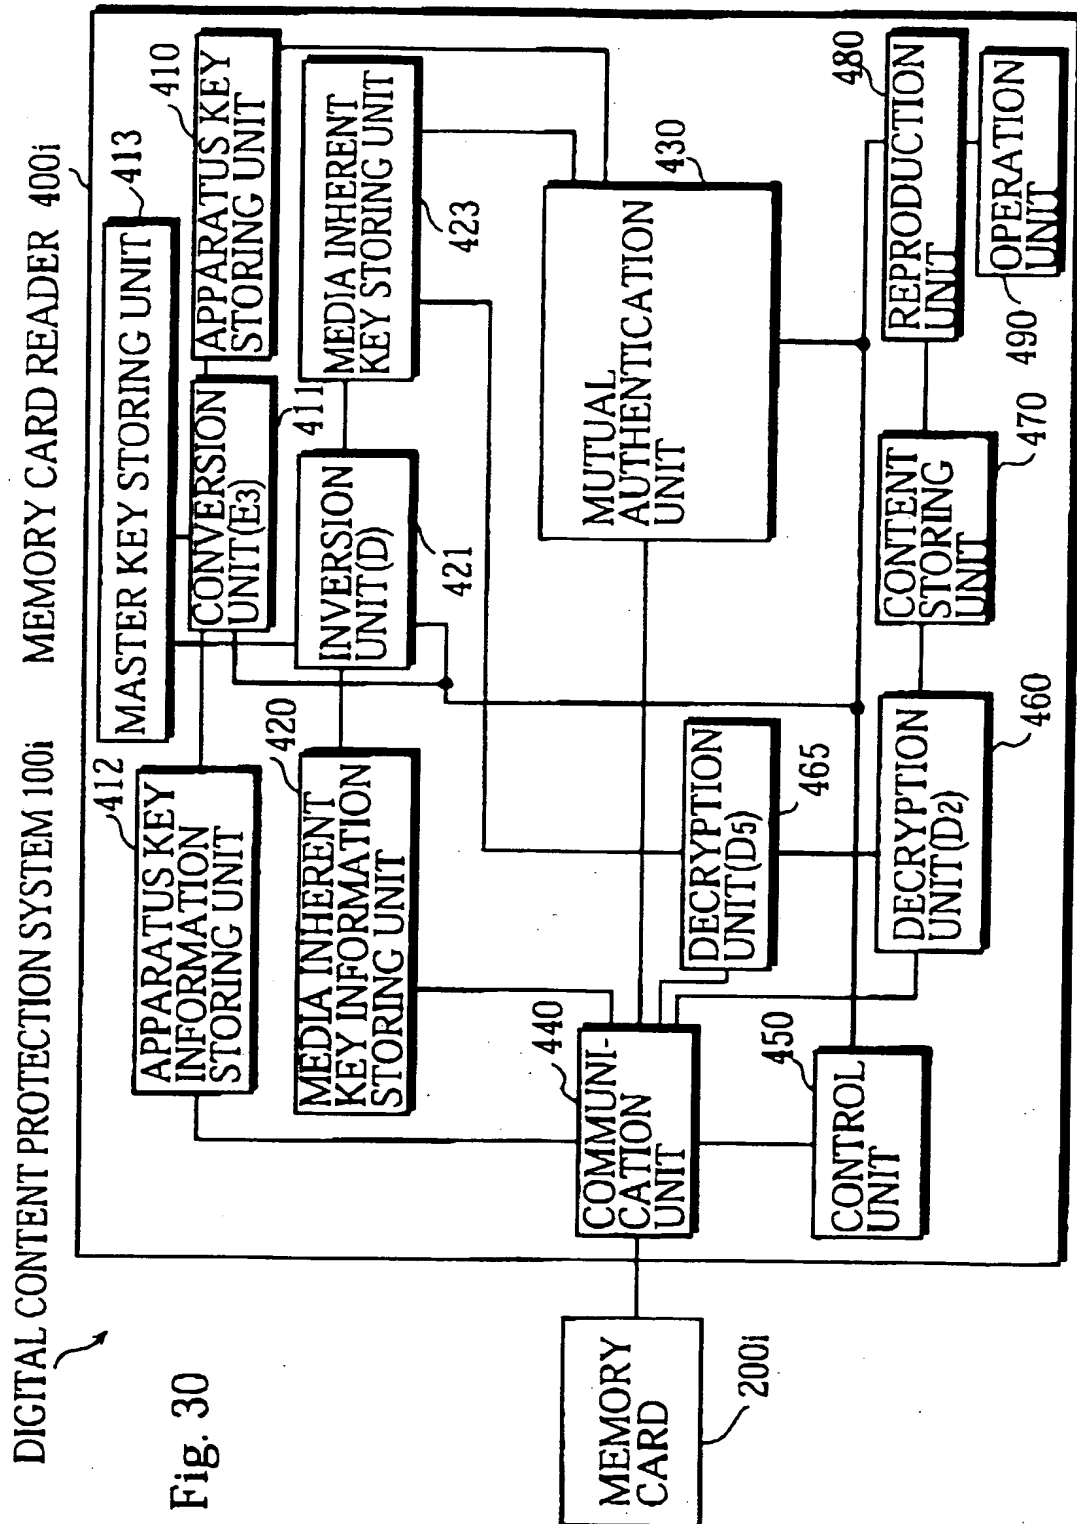 DIGITAL CONTENT PROTECTION SYSTEM 100i
MEMORY CARD READER 400i
Fig. 30
MASTER KEY STORING UNIT
413
412
APPARATUS KEY
INFORMATION
STORING UNIT
CONVERSION
UNIT(E3)
411
APPARATUS KEY
STORING UNIT
410
420
MEDIA INHERENT
KEY INFORMATION
STORING UNIT
INVERSION
UNIT(D)
421
MEDIA INHERENT
KEY STORING UNIT
423
MEMORY
CARD
200i
440
COMMUNI-
CATION
UNIT
MUTUAL
AUTHENTICATION
UNIT
430
DECRYPTION
UNIT(D5)
465
450
CONTROL
UNIT
DECRYPTION
UNIT(D2)
460
CONTENT
STORING
UNIT
470
REPRODUCTION
UNIT
480
OPERATION
UNIT
490